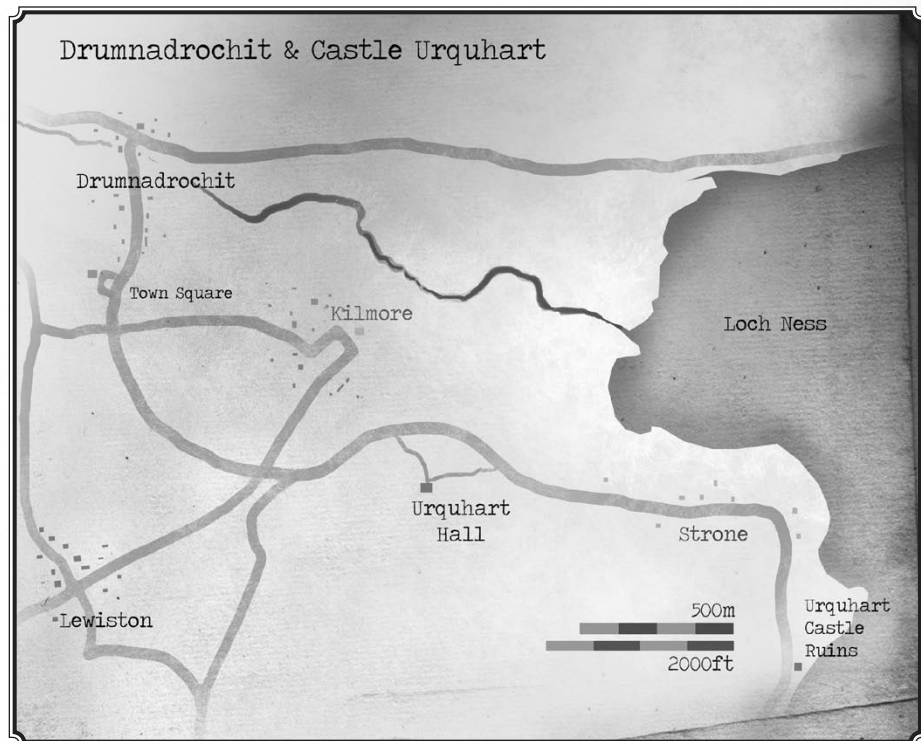 Drumnadrochit & Castle Urquhart
Drumnadrochit
Town Square
Kilmore
Loch Ness
Urquhart
Hall
Strone
500m
2000ft
Urquhart
Castle
Ruins
Lewiston